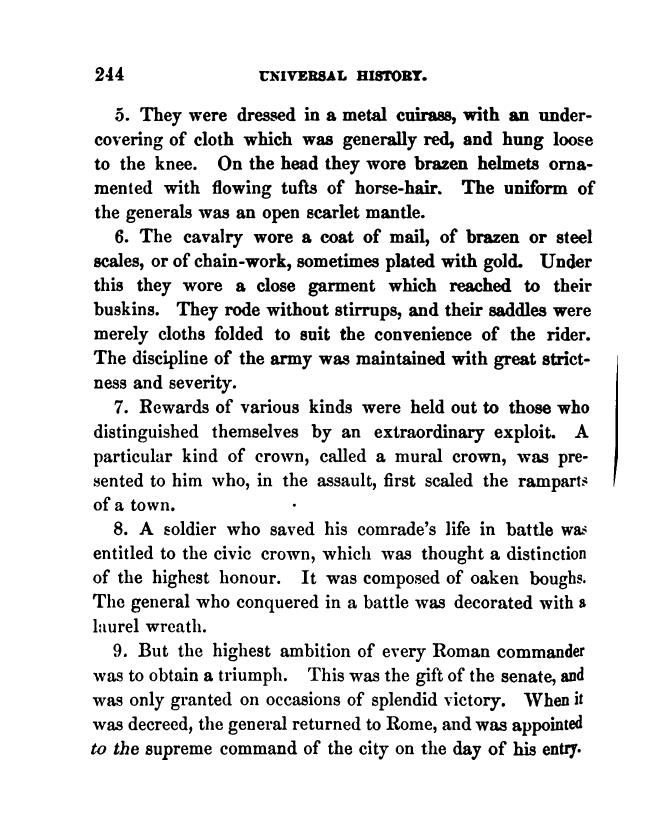 244 UNIVERSAL HISTORY.
5. They were dressed in a metal cuirass, with an under-
covering of cloth which was generally red, and hung loose
to the knee. On the head they wore brazen helmets orna-
mented with flowing tufts of horse-hair. The uniform of
the generals was an open scarlet mantle.
6. The cavalry wore a coat of mail, of brazen or steel
scales, or of chain-work, sometimes plated with gold. Under
this they wore a close garment which reached to their
buskins. They rode without stirrups, and their saddles were
merely cloths folded to suit the convenience of the rider.
The discipline of the army was maintained with great strict-
ness and severity.
7. Rewards of various kinds were held out to those who
distinguished themselves by an extraordinary exploit. A
particular kind of crown, called a mural crown, was pre-
sented to him who, in the assault, first scaled the ramparts
of a town.
8. A soldier who saved his comrade's life in battle was
entitled to the civic crown, which was thought a distinction
of the highest honour. It was composed of oaken boughs.
The general who conquered in a battle was decorated with a
laurel wreath.
9. But the highest ambition of every Roman commander
was to obtain a triumph. This was the gift of the senate, and
was only granted on occasions of splendid victory. When it
was decreed, the general returned to Rome, and was appointed
to the supreme command of the city on the day of his entry.